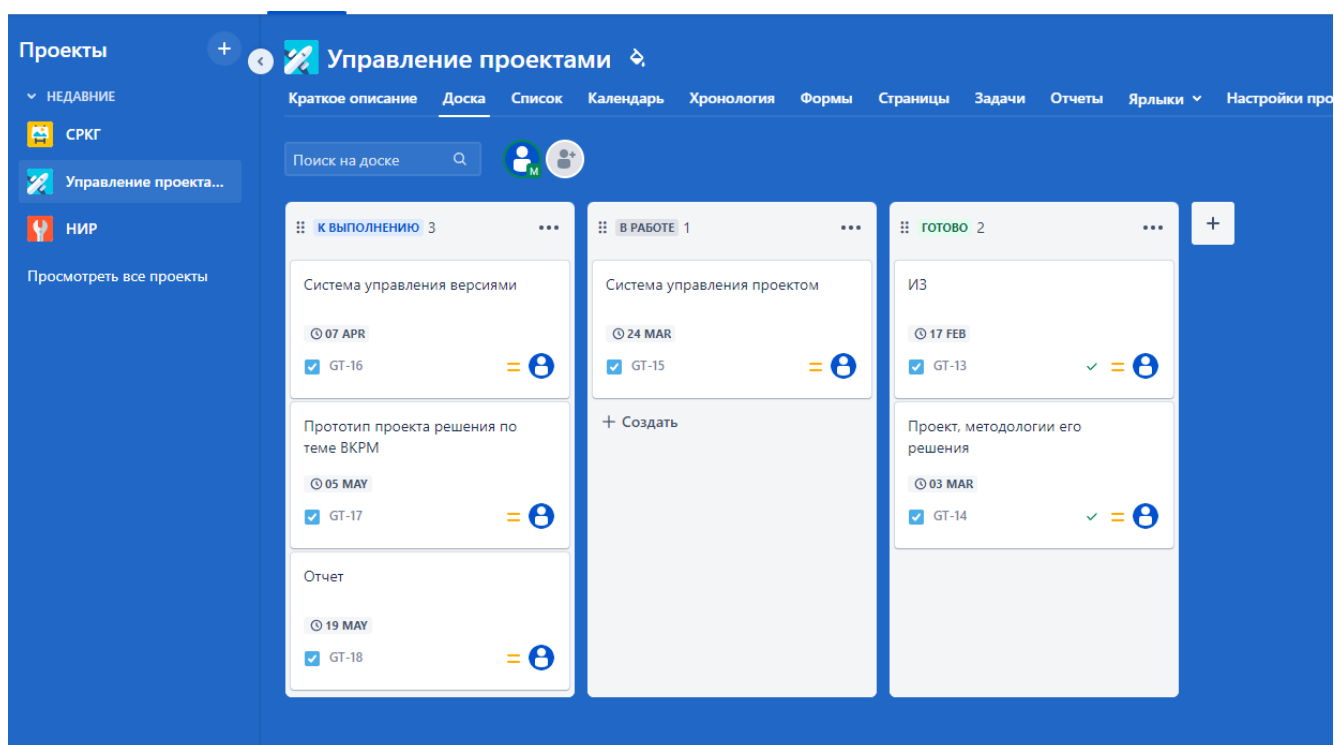 Проекты
НЕДАВНИЕ
СРКГ
Управление проекта...
НИР
Просмотреть все проекты
Управление проектами
Краткое описание Доска Список Календарь Хронология Формы Страницы Задачи Отчеты Ярлыки Настройки про
Поиск на доске
М
К ВЫПОЛНЕНИЮ 3
Система управления версиями
07 APR
GT-16
Прототип проекта решения по
теме ВКРМ
05 MAY
GT-17
Отчет
19 MAY
GT-18
В РАБОТЕ 1
Система управления проектом
24 MAR
GT-15
+ Создать
ГОТОВО 2
ИЗ
17 FEB
GT-13
Проект, методологии его
решения
03 MAR
GT-14